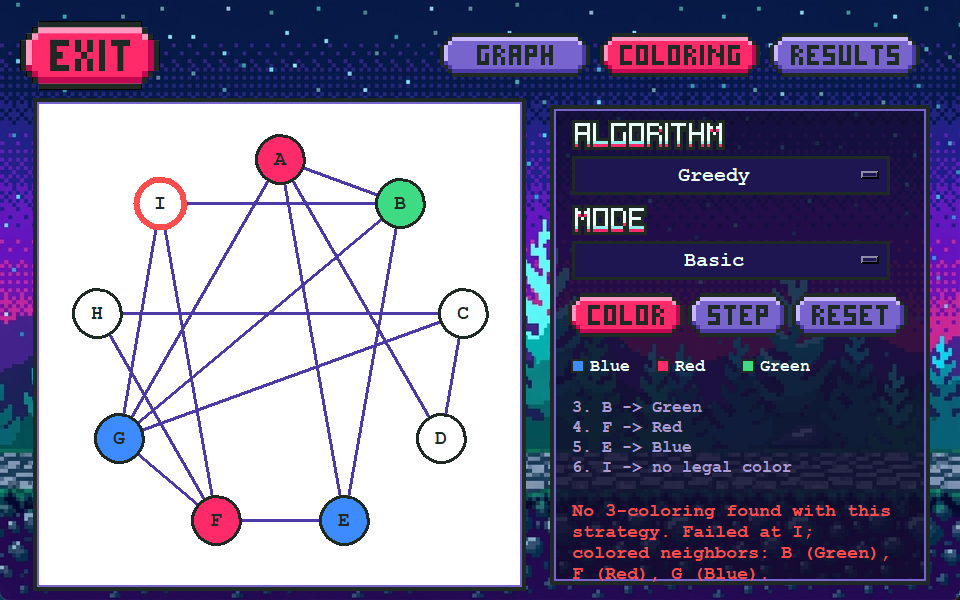 EXIT
GRAPH
COLORING
RESULTS
A
I
B
H
C
G
D
F
E
ALGORITHM
Greedy
MODE
Basic
COLOR
STEP
RESET
Blue
Red
Green
3. B -> Green
4. F -> Red
5. E -> Blue
6. I -> no legal color
No 3-coloring found with this
strategy. Failed at I;
colored neighbors: B (Green),
F (Red), G (Blue).